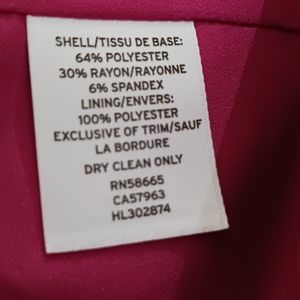 SHELL/TISSU DE BASE:
64% POLYESTER
30% RAYON/RAYONNE
6% SPANDEX
LINING/ENVERS:
100% POLYESTER
EXCLUSIVE OF TRIM/SAUF
LA BORDURE
DRY CLEAN ONLY
RN58665
CA57963
HL302874